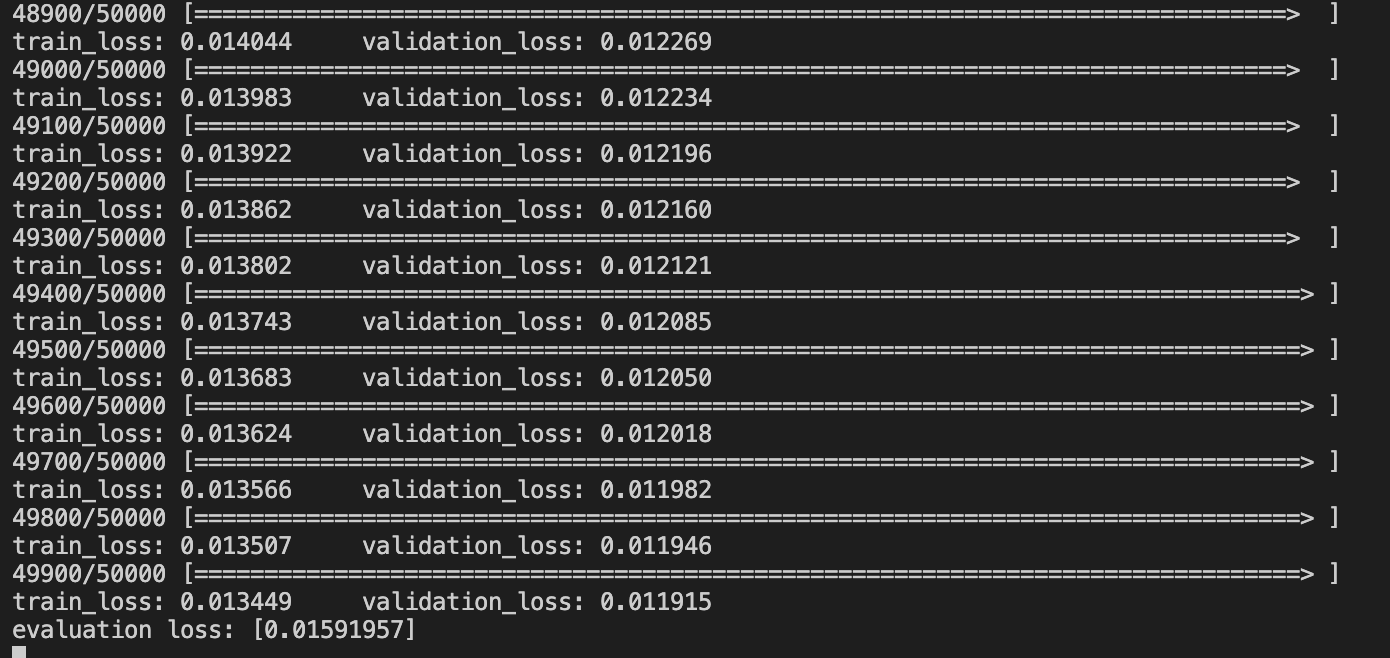 48900/50000 [==============================================================================> ]
train_loss: 0.014044 validation_loss: 0.012269
49000/50000 [==============================================================================> ]
train_loss: 0.013983 validation_loss: 0.012234
49100/50000 [==============================================================================> ]
train_loss: 0.013922 validation_loss: 0.012196
49200/50000 [==============================================================================> ]
train_loss: 0.013862 validation_loss: 0.012160
49300/50000 [==============================================================================> ]
train_loss: 0.013802 validation_loss: 0.012121
49400/50000 [===============================================================================> ]
train_loss: 0.013743 validation_loss: 0.012085
49500/50000 [===============================================================================> ]
train_loss: 0.013683 validation_loss: 0.012050
49600/50000 [===============================================================================> ]
train_loss: 0.013624 validation_loss: 0.012018
49700/50000 [===============================================================================> ]
train_loss: 0.013566 validation_loss: 0.011982
49800/50000 [===============================================================================> ]
train_loss: 0.013507 validation_loss: 0.011946
49900/50000 [===============================================================================> ]
train_loss: 0.013449 validation_loss: 0.011915
evaluation loss: [0.01591957]